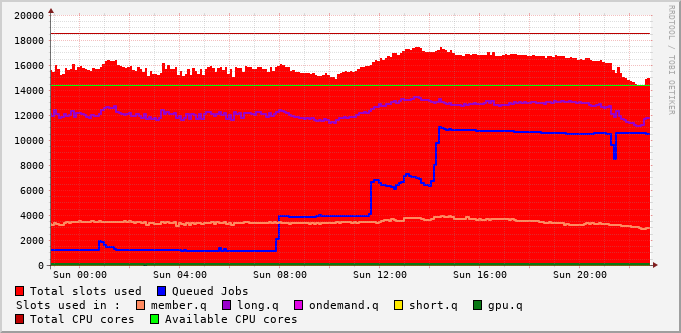 20000
18000
16000
14000
12000
10000
8000
6000
4000
2000
0
Sun 00:00 Sun 04:00 Sun 08:00 Sun 12:00 Sun 16:00 Sun 20:00
Total slots used Queued Jobs
Slots used in : member.q long.q ondemand.q short.q gpu.q
Total CPU cores Available CPU cores
RRDTOOL / TOBI OETIKER